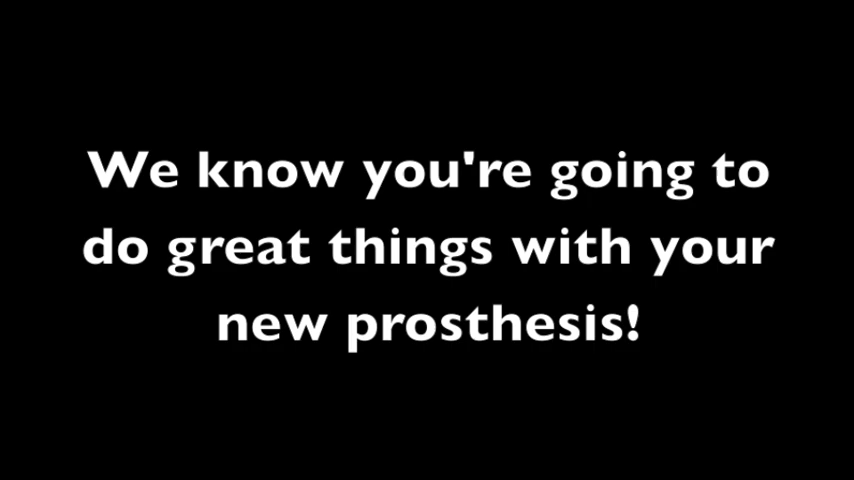 We know you're going to
do great things with your
new prosthesis!